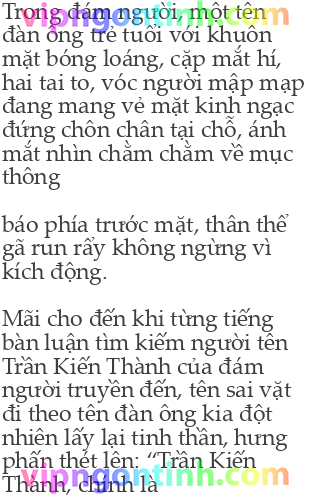 vipngontinh.com
Trong đám người, một tên
đàn ông trẻ tuổi với khuôn
mặt bóng loáng, cặp mắt hí,
hai tai to, vóc người mập mạp
đang mang vẻ mặt kinh ngạc
đứng chôn chân tại chỗ, ánh
mắt nhìn chằm chằm về mục
thông
báo phía trước mặt, thân thể
gã run rẩy không ngừng vì
kích động.
Mãi cho đến khi từng tiếng
bàn luận tìm kiếm người tên
Trần Kiến Thành của đám
người truyền đến, tên sai vặt
đi theo tên đàn ông kia đột
nhiên lấy lại tinh thần, hưng
phấn thét lên: “Trần Kiến
vipngontinh.com
Thành, chính là